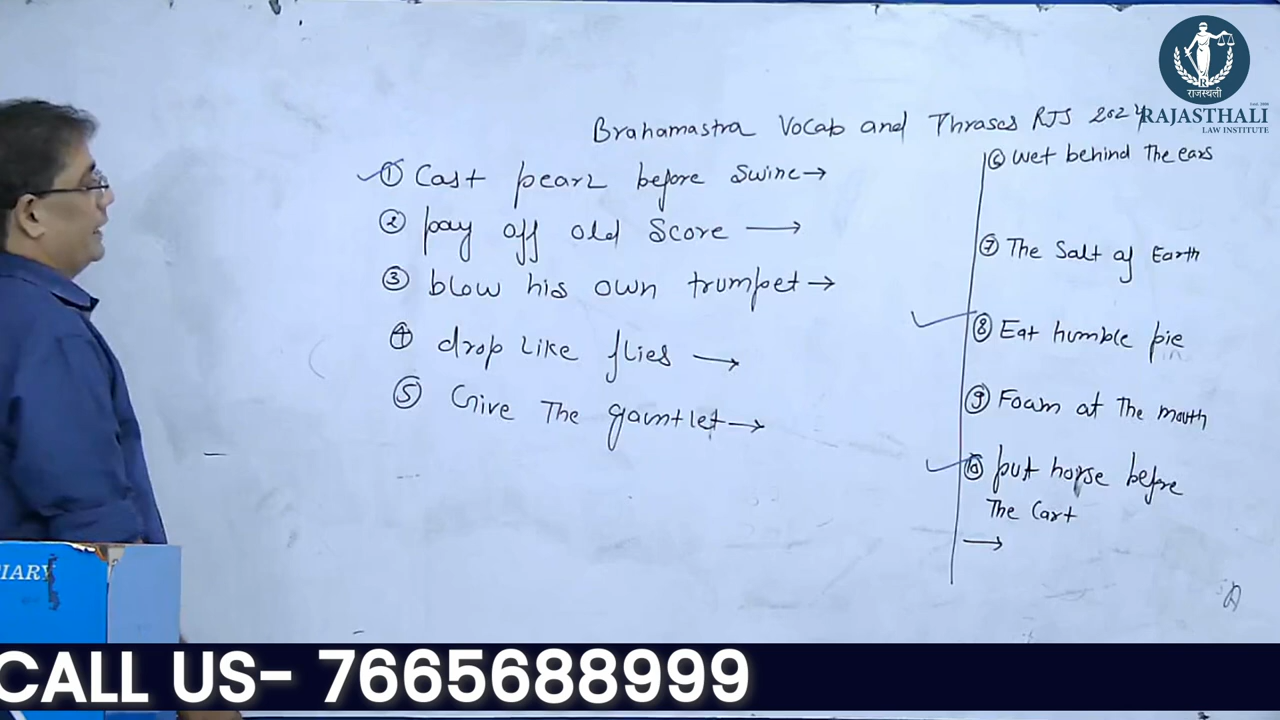 राजस्थली
RAJASTHALI
LAW INSTITUTE
Brahamastra Vocab and Phrases RJS 2024
① Cast pearl before swine →
② pay off old Score →
③ blow his own trumpet →
④ drop like flies →
⑤ Give The gauntlet →
⑥ wet behind The ears
⑦ The Salt of Earth
⑧ Eat humble pie
⑨ Foam at The mouth
⑩ put horse before
The Cart
→
IARY
CALL US- 7665688999